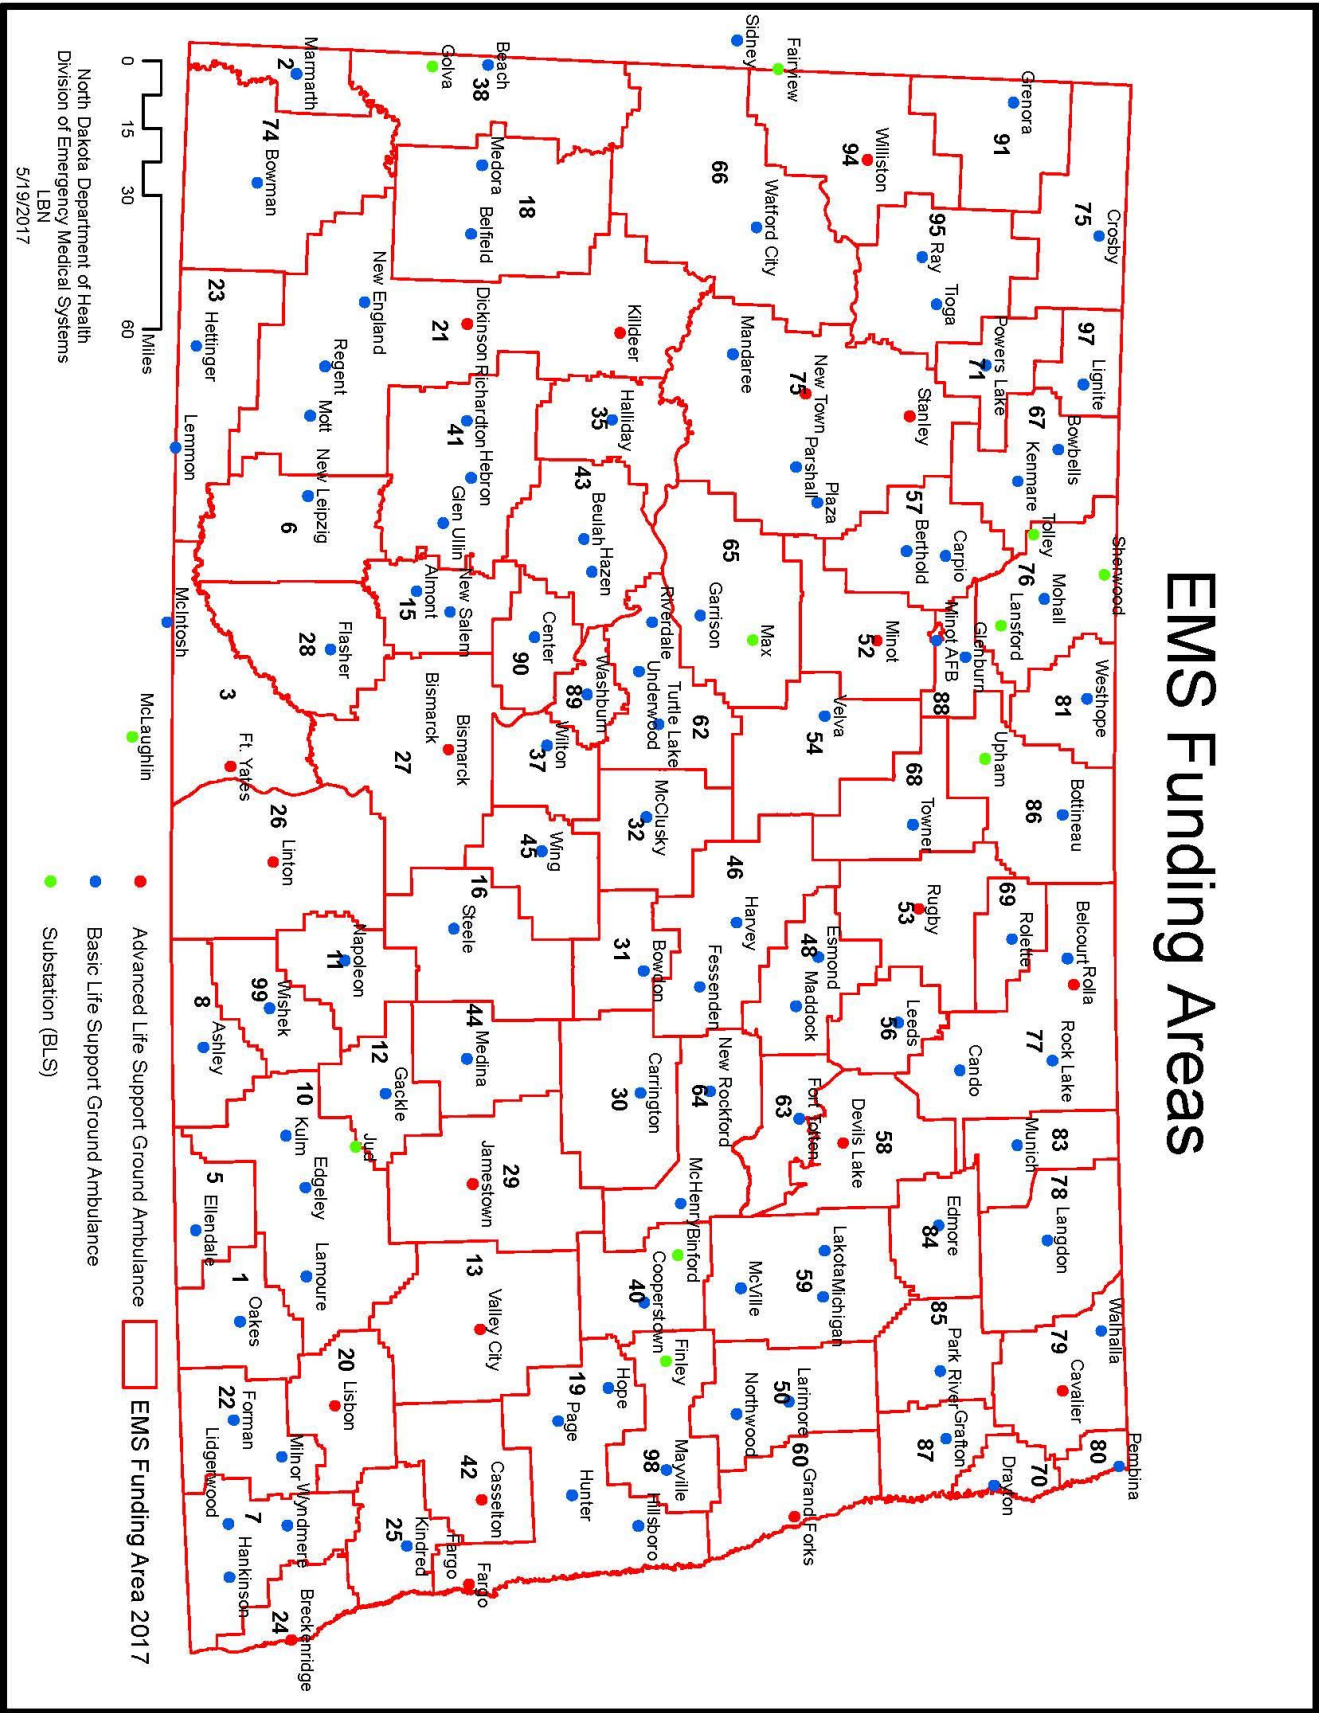 EMS Funding Areas
Crosby
75
Grenora
91
97
Lignite
Bowbells
67
Kenmare
Powers Lake
71
Tolley
Sherwood
76
Mohall
Lansford
Glenburn
Westhope
81
Bottineau
86
Upham
Belcourt
Rolla
69
Rolette
Rock Lake
77
Cando
83
Munich
78
Langdon
Walhalla
79
Cavalier
80
Pembina
70
Drayton
Williston
94
95
Ray
Tioga
Stanley
57
Berthold
Carpio
Minot AFB
88
Minot
52
68
Towner
Rugby
53
Leeds
56
Esmond
48
Maddock
58
Devils Lake
Fort Totten
63
Edmore
84
85
Park River
Grafton
87
Fairview
Sidney
66
Watford City
New Town
75
Mandaree
Parshall
Plaza
65
Garrison
Max
Velva
54
46
Harvey
Fessenden
New Rockford
64
Lakota
Michigan
59
McVille
Larimore
50
Northwood
60
Grand Forks
Killdeer
Halliday
35
43
Beulah
Hazen
Riverdale
Underwood
Turtle Lake
62
Washburn
89
Center
90
Wilton
37
McClusky
32
Wing
45
31
Bowdon
Carrington
30
McHenry
Binford
Cooperstown
40
Finley
Hope
19
Page
98
Mayville
Hillsboro
Hunter
Beach
38
Golva
Medora
Belfield
18
Dickinson
21
Richardton
41
Hebron
Glen Ullin
Almont
15
New Salem
Bismarck
Bismarck
27
16
Steele
44
Medina
29
Jamestown
13
Valley City
42
Casselton
Fargo
Fargo
Kindred
25
Marmarth
2
74
Bowman
New England
Regent
Mott
New Leipzig
6
Flasher
28
23
Hettinger
Lemmon
McIntosh
3
Ft. Yates
McLaughlin
26
Linton
Napoleon
11
Wishek
99
8
Ashley
12
Gackle
Jud
10
Kulm
Edgeley
Lamoure
5
Ellendale
1
Oakes
20
Lisbon
22
Forman
Milnor
Lidgerwood
Wyndmere
7
Hankinson
24
Breckenridge
0
15
30
60
Miles
North Dakota Department of Health
Division of Emergency Medical Systems
LBN
5/19/2017
Advanced Life Support Ground Ambulance
Basic Life Support Ground Ambulance
Substation (BLS)
EMS Funding Area 2017